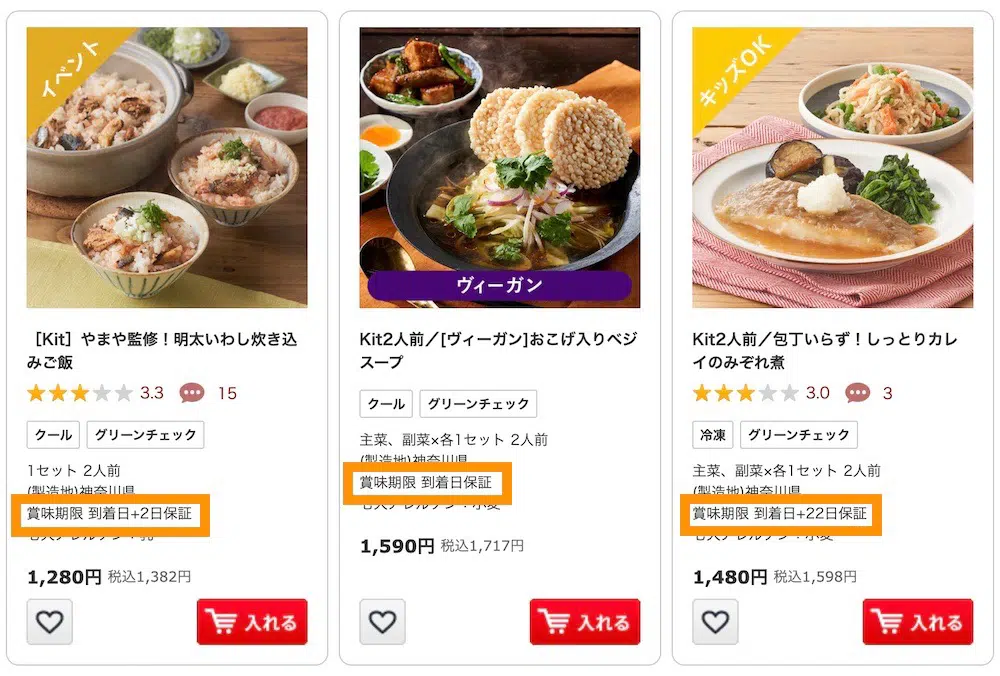 イベント
［Kit］やまや監修！明太いわし炊き込
みご飯
3.3 15
クール グリーンチェック
1セット 2人前
(製造地)神奈川県
賞味期限 到着日+2日保証
1,280円 税込1,382円
入れる
ヴィーガン
Kit2人前／[ヴィーガン]おこげ入りベジ
スープ
クール グリーンチェック
主菜、副菜×各1セット 2人前
(製造地)神奈川県
賞味期限 到着日保証
1,590円 税込1,717円
入れる
キッズOK
Kit2人前／包丁いらず！しっとりカレ
イのみぞれ煮
3.0 3
冷凍 グリーンチェック
主菜、副菜×各1セット 2人前
(製造地)神奈川県
賞味期限 到着日+22日保証
1,480円 税込1,598円
入れる